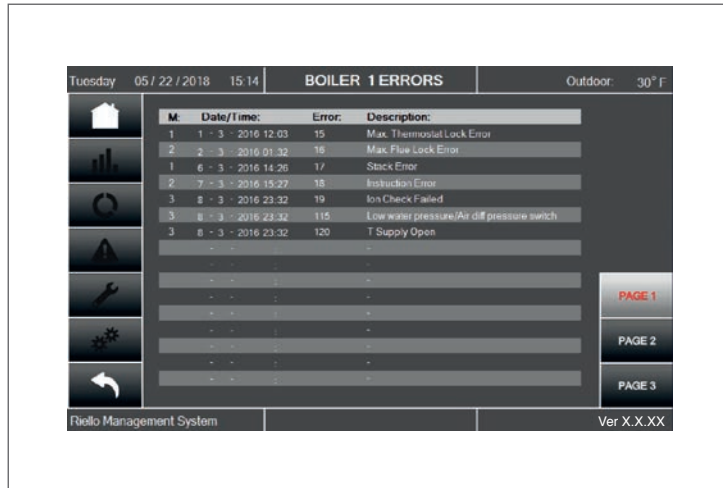 Tuesday 05 / 22 / 2018 15:14 BOILER 1 ERRORS Outdoor: 30° F
M: Date/Time: Error: Description:
1 1 - 3 - 2016 12:03 15 Max. Thermostat Lock Error
2 2 - 3 - 2016 01:32 16 Max. Flue Lock Error
1 6 - 3 - 2016 14:26 17 Stack Error
2 7 - 3 - 2016 15:27 18 Instruction Error
3 8 - 3 - 2016 23:32 19 Ion Check Failed
3 8 - 3 - 2016 23:32 115 Low water pressure/Air diff pressure switch
3 8 - 3 - 2016 23:32 120 T Supply Open
- - : -
- - : -
- - : -
- - : -
- - : -
- - : -
- - : -
- - : -
- - : -
PAGE 1
PAGE 2
PAGE 3
Riello Management System Ver X.X.XX